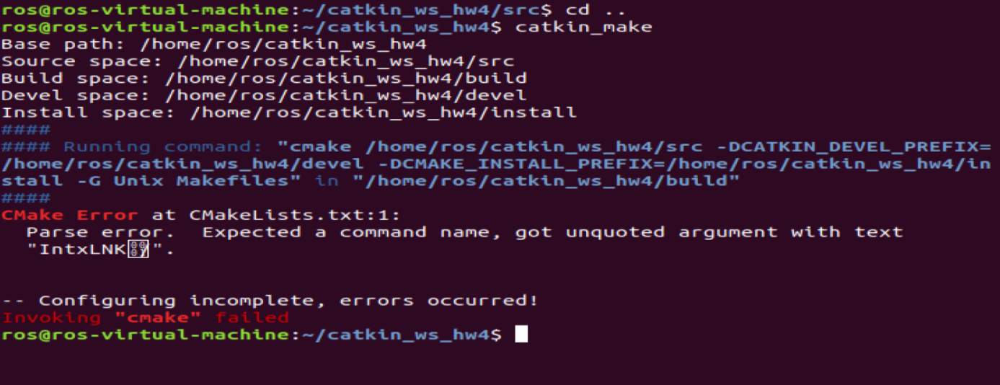 ros@ros-virtual-machine:~/catkin_ws_hw4/src$ cd ..
ros@ros-virtual-machine:~/catkin_ws_hw4$ catkin_make
Base path: /home/ros/catkin_ws_hw4
Source space: /home/ros/catkin_ws_hw4/src
Build space: /home/ros/catkin_ws_hw4/build
Devel space: /home/ros/catkin_ws_hw4/devel
Install space: /home/ros/catkin_ws_hw4/install
####
#### Running command: "cmake /home/ros/catkin_ws_hw4/src -DCATKIN_DEVEL_PREFIX=
/home/ros/catkin_ws_hw4/devel -DCMAKE_INSTALL_PREFIX=/home/ros/catkin_ws_hw4/in
stall -G Unix Makefiles" in "/home/ros/catkin_ws_hw4/build"
####
CMake Error at CMakeLists.txt:1:
Parse error.  Expected a command name, got unquoted argument with text
"IntxLNK/".
-- Configuring incomplete, errors occurred!
Invoking "cmake" failed
ros@ros-virtual-machine:~/catkin_ws_hw4$